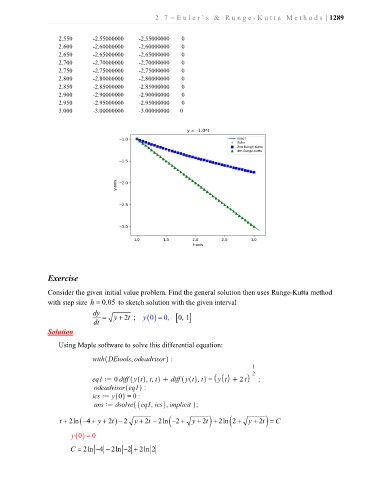 2.7 – Euler's & Runge-Kutta Methods | 1289
2.550 -2.55000000 -2.55000000 0
2.600 -2.60000000 -2.60000000 0
2.650 -2.65000000 -2.65000000 0
2.700 -2.70000000 -2.70000000 0
2.750 -2.75000000 -2.75000000 0
2.800 -2.80000000 -2.80000000 0
2.850 -2.85000000 -2.85000000 0
2.900 -2.90000000 -2.90000000 0
2.950 -2.95000000 -2.95000000 0
3.000 -3.00000000 -3.00000000 0
y = -1.0*t
Exact
Euler
2nd Runge-Kutta
4th Runge-Kutta
−1.0
−1.5
−2.0
−2.5
−3.0
y-axis
1.0 1.5 2.0 2.5 3.0
t-axis
Exercise
Consider the given initial value problem. Find the general solution then uses Runge-Kutta method
with step size h = 0.05 to sketch solution with the given interval
dy/dt = √(y + 2t) ; y(0) = 0, [0, 1]
Solution
Using Maple software to solve this differential equation:
with(DEtools, odeadvisor) :
eq1 := 0 diff(y(t), t, t) + diff(y(t), t) = (y(t) + 2 t)^(1/2) ;
odeadvisor(eq1) :
ics := y(0) = 0 :
ans := dsolve({eq1, ics}, implicit );
t + 2 ln(−4 + y + 2t) − 2 √(y + 2t) − 2 ln(−2 + √(y + 2t)) + 2 ln(2 + √(y + 2t)) = C
y(0) = 0
C = 2 ln|−4| − 2 ln|−2| + 2 ln|2|